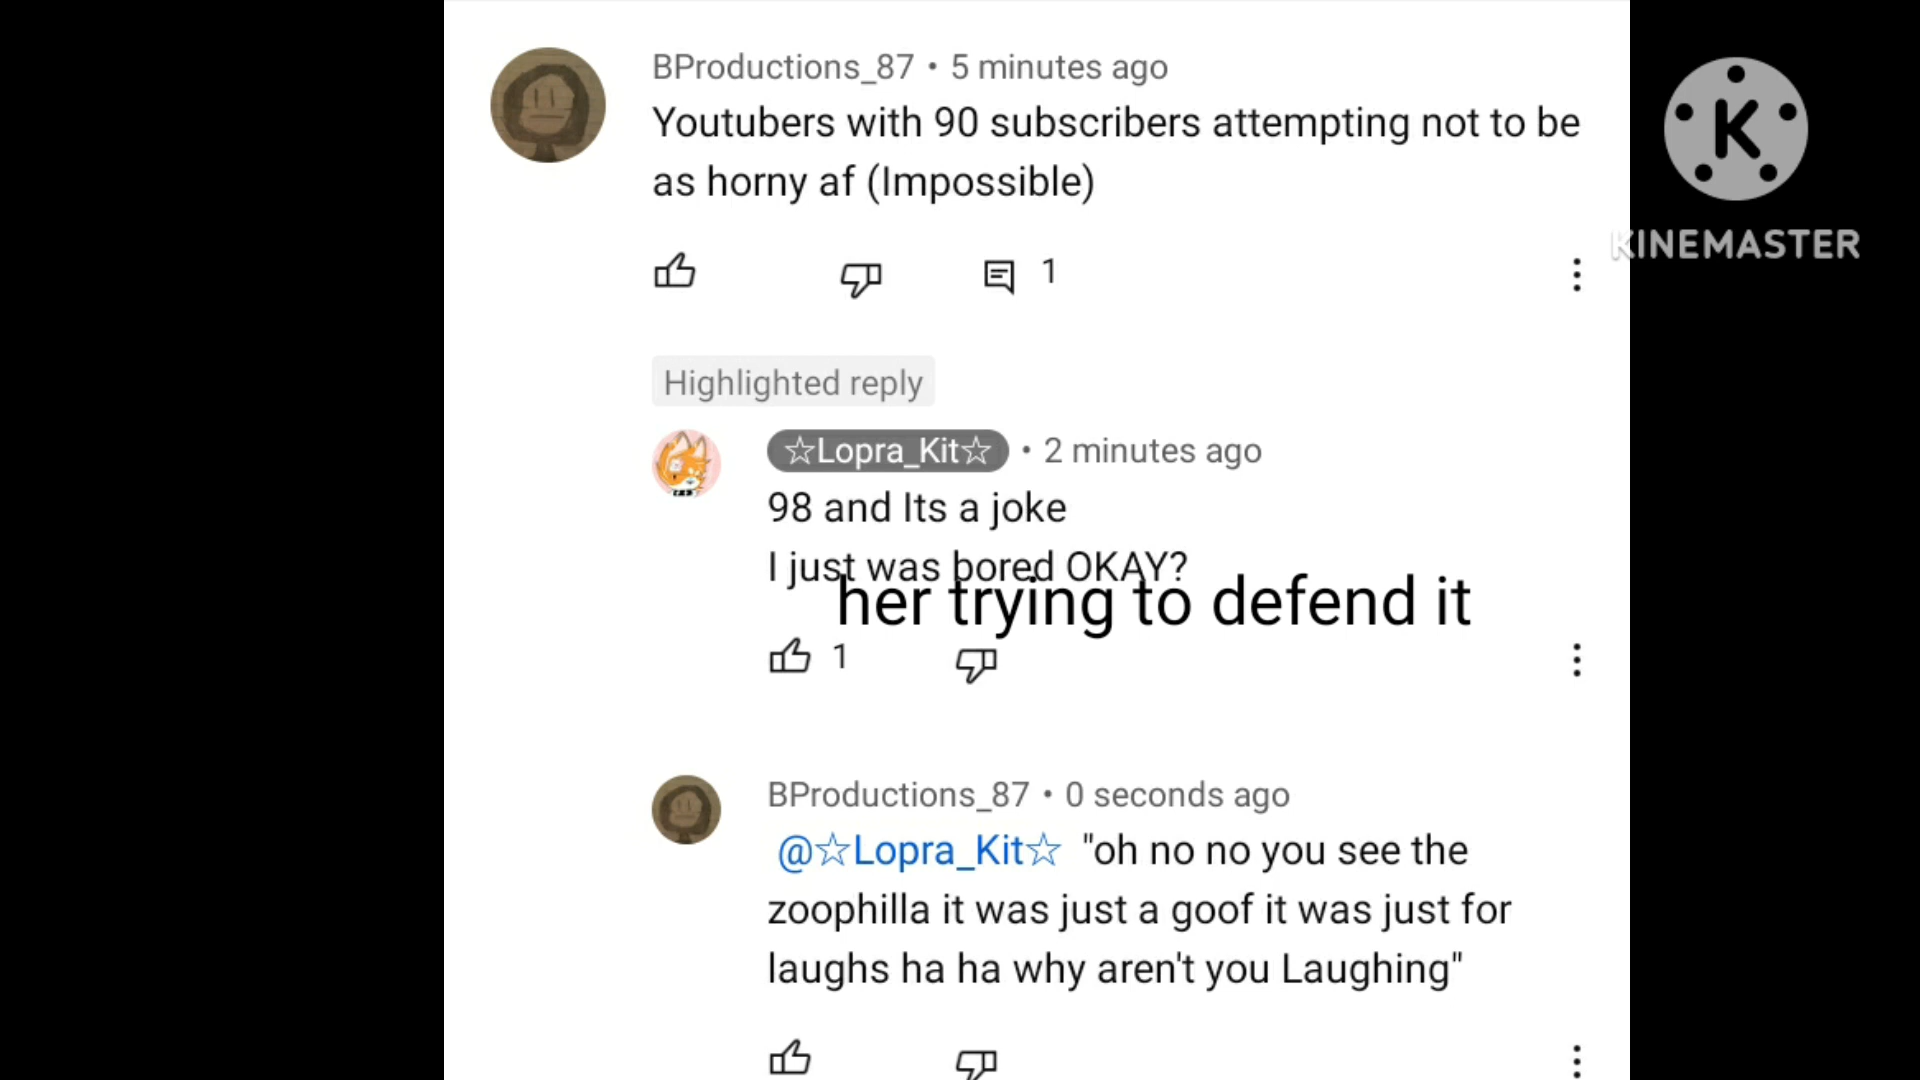 BProductions_87 • 5 minutes ago
Youtubers with 90 subscribers attempting not to be
as horny af (Impossible)
1
Highlighted reply
☆Lopra_Kit☆ • 2 minutes ago
98 and Its a joke
I just was bored OKAY?
her trying to defend it
1
BProductions_87 • 0 seconds ago
@☆Lopra_Kit☆ "oh no no you see the
zoophilla it was just a goof it was just for
laughs ha ha why aren't you Laughing"
K
KINEMASTER